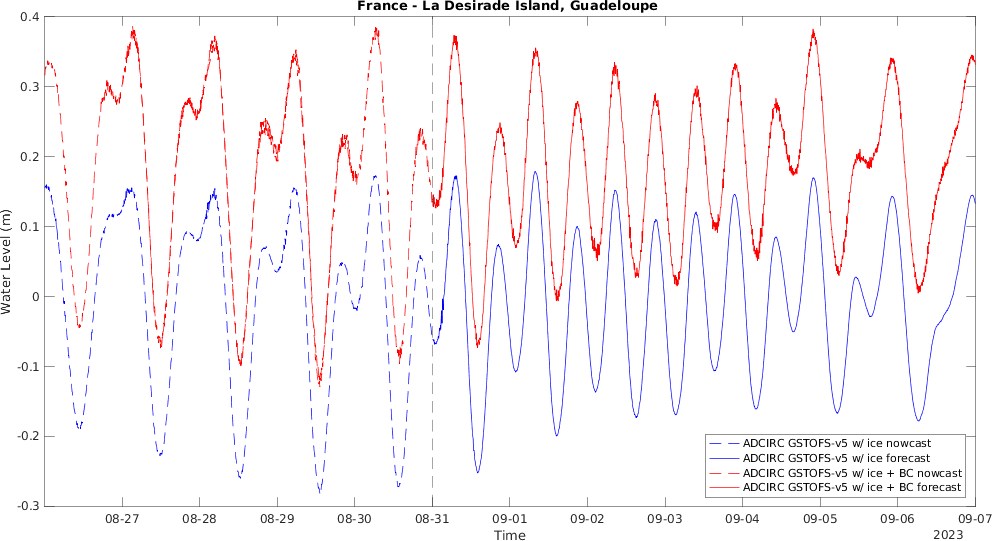 France - La Desirade Island, Guadeloupe
0.4
0.3
0.2
0.1
0
-0.1
-0.2
-0.3
Water Level (m)
ADCIRC GSTOFS-v5 w/ ice nowcast
ADCIRC GSTOFS-v5 w/ ice forecast
ADCIRC GSTOFS-v5 w/ ice + BC nowcast
ADCIRC GSTOFS-v5 w/ ice + BC forecast
08-27 08-28 08-29 08-30 08-31 09-01 09-02 09-03 09-04 09-05 09-06 09-07
Time
2023